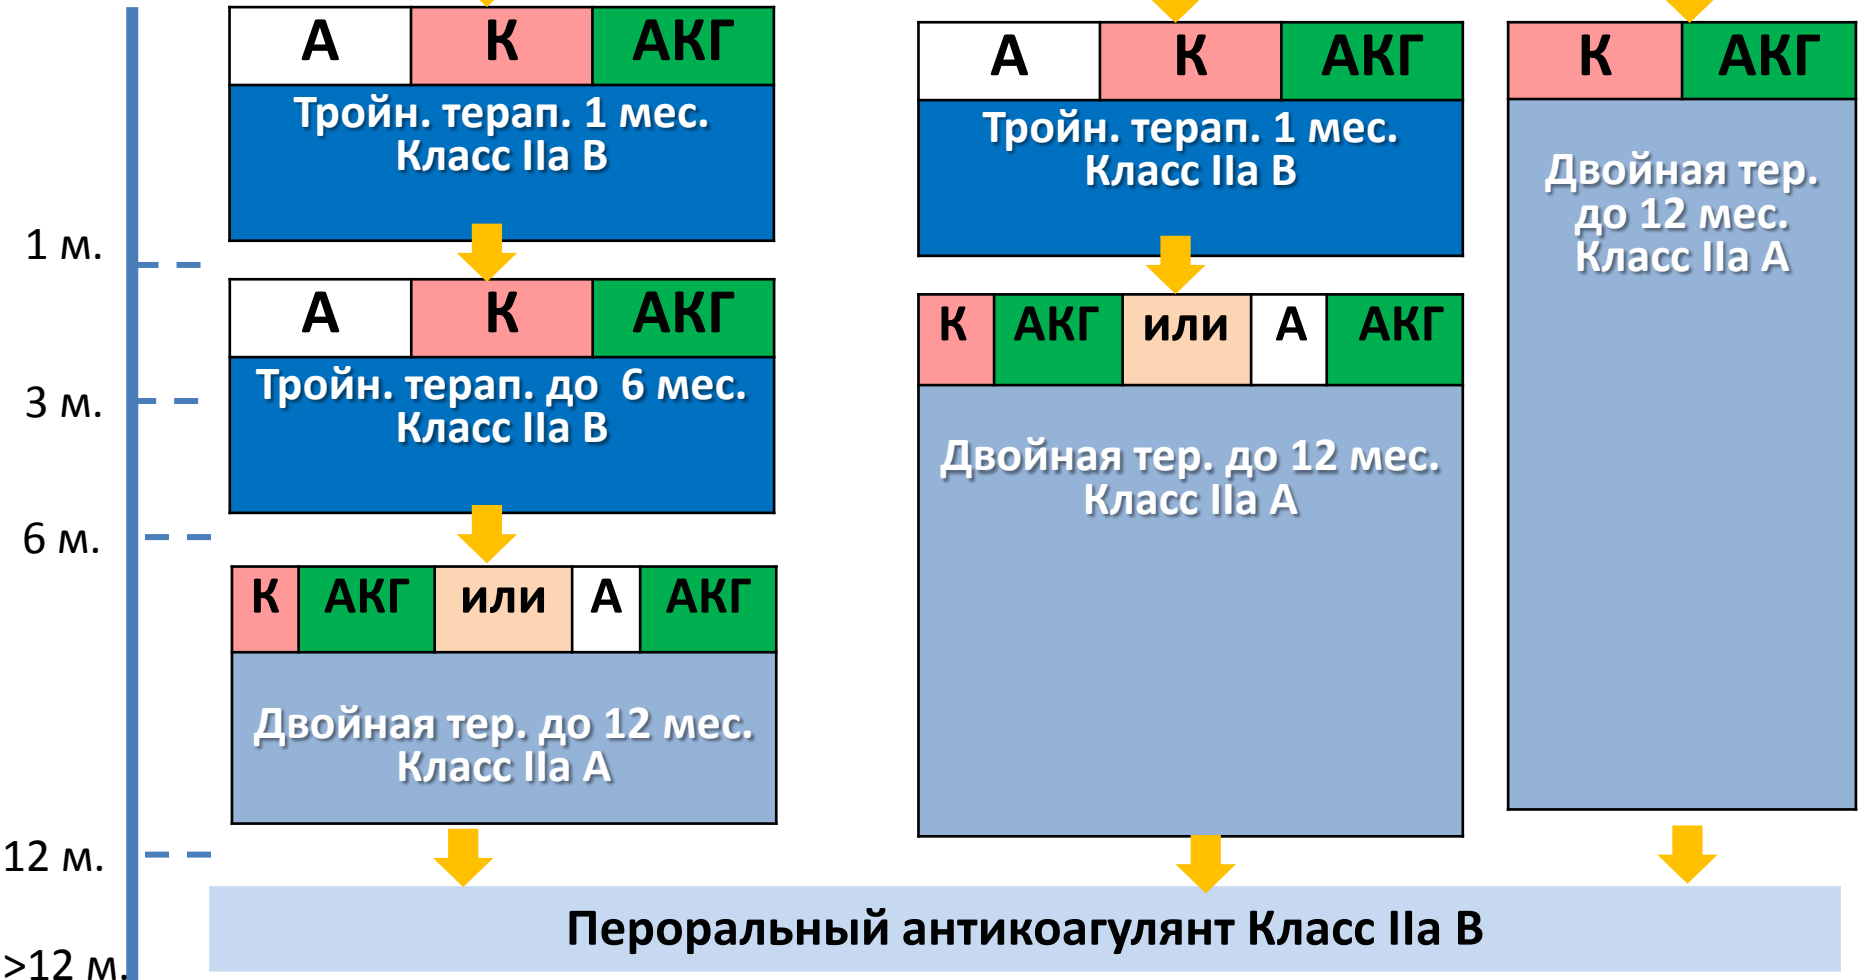 А К АКГ
Тройн. терап. 1 мес.
Класс IIa В
А К АКГ
Тройн. терап. до 6 мес.
Класс IIa В
К АКГ или А АКГ
Двойная тер. до 12 мес.
Класс IIa А
А К АКГ
Тройн. терап. 1 мес.
Класс IIa В
К АКГ или А АКГ
Двойная тер. до 12 мес.
Класс IIa А
К АКГ
Двойная тер.
до 12 мес.
Класс IIa А
1 м.
3 м.
6 м.
12 м.
>12 м.
Пероральный антикоагулянт Класс IIa В